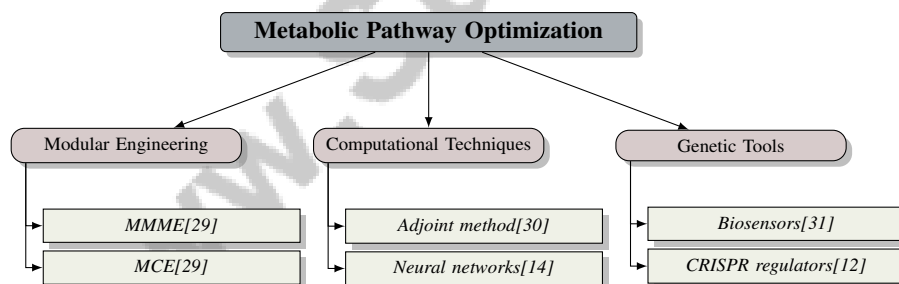 Metabolic Pathway Optimization
Modular Engineering
Computational Techniques
Genetic Tools
MMME[29]
Adjoint method[30]
Biosensors[31]
MCE[29]
Neural networks[14]
CRISPR regulators[12]